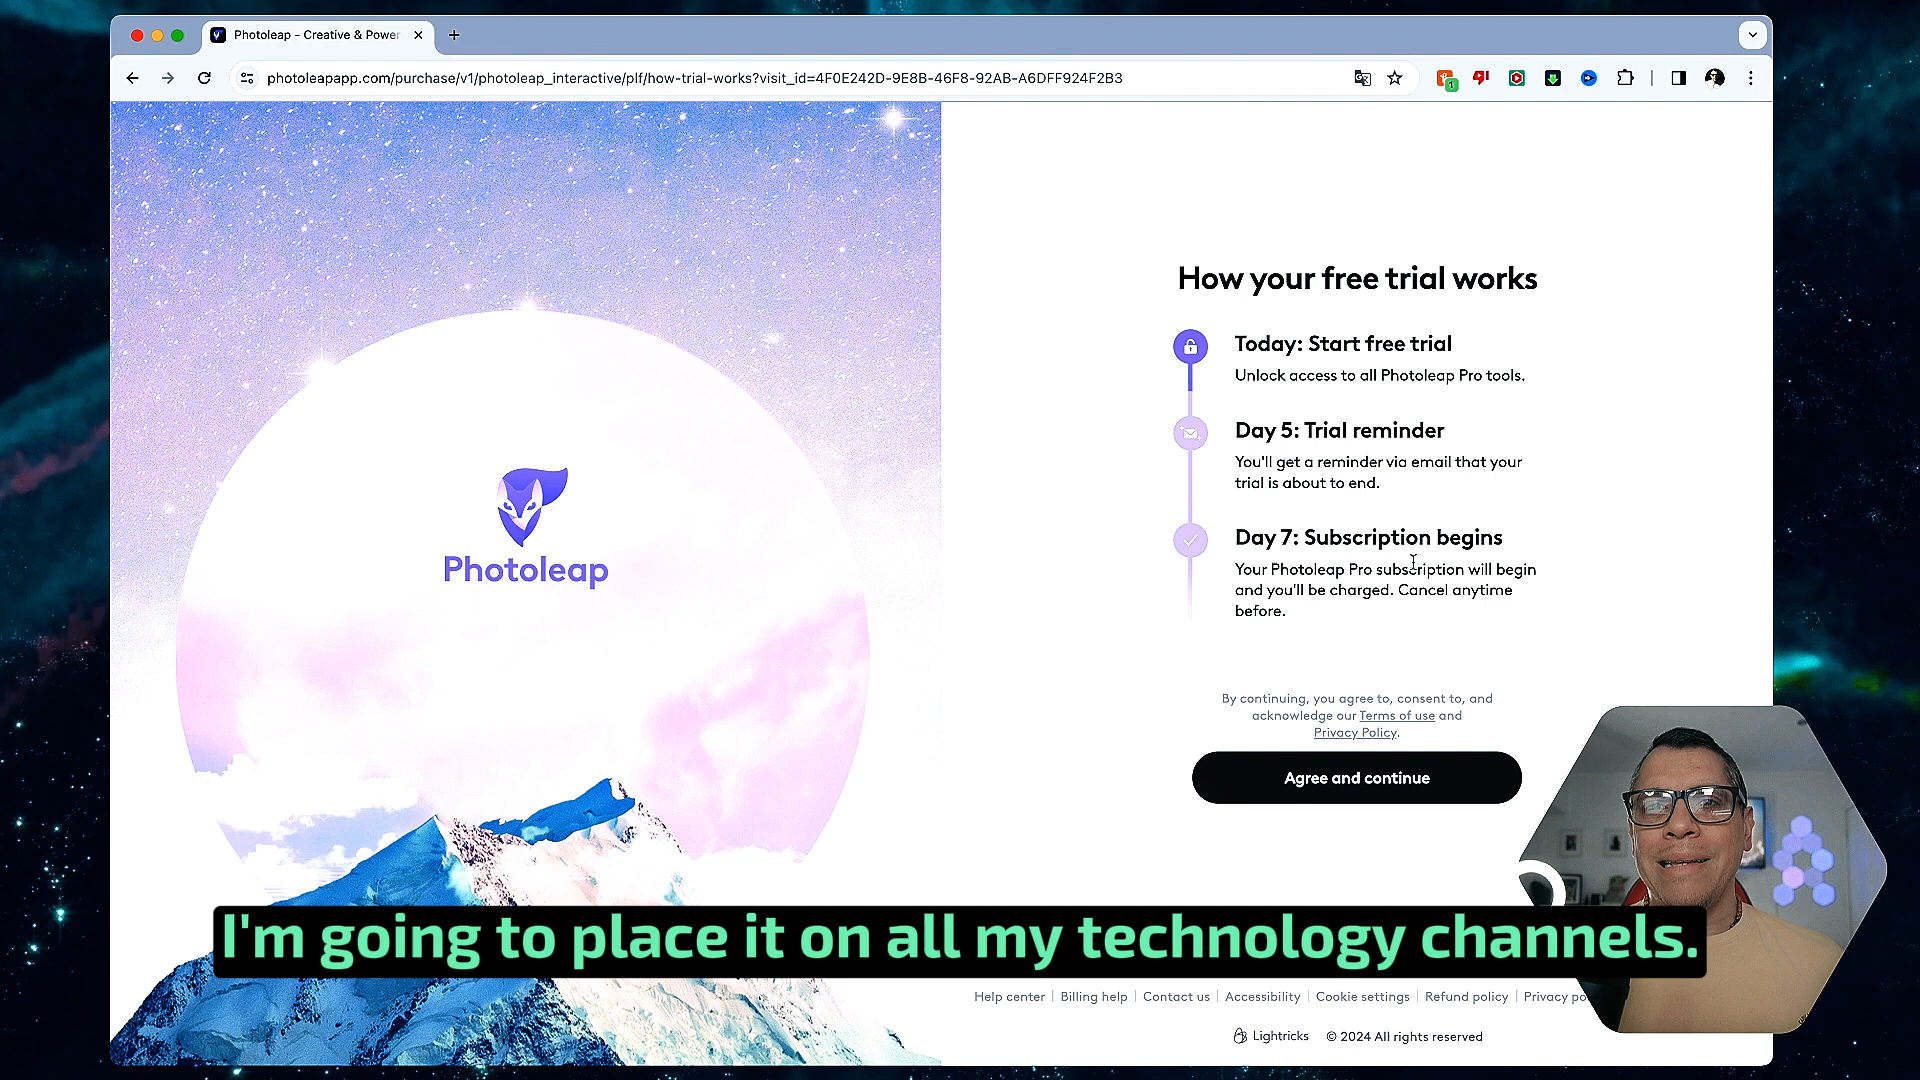 Photoleap - Creative & Power
photoleapapp.com/purchase/v1/photoleap_interactive/plf/how-trial-works?visit_id=4F0E242D-9E8B-46F8-92AB-A6DFF924F2B3
1
Photoleap
How your free trial works
Today: Start free trial
Unlock access to all Photoleap Pro tools.
Day 5: Trial reminder
You'll get a reminder via email that your
trial is about to end.
Day 7: Subscription begins
Your Photoleap Pro subscription will begin
and you'll be charged. Cancel anytime
before.
By continuing, you agree to, consent to, and
acknowledge our Terms of use and
Privacy Policy.
Agree and continue
I'm going to place it on all my technology channels.
Help center | Billing help | Contact us | Accessibility | Cookie settings | Refund policy | Privacy po
Lightricks © 2024 All rights reserved